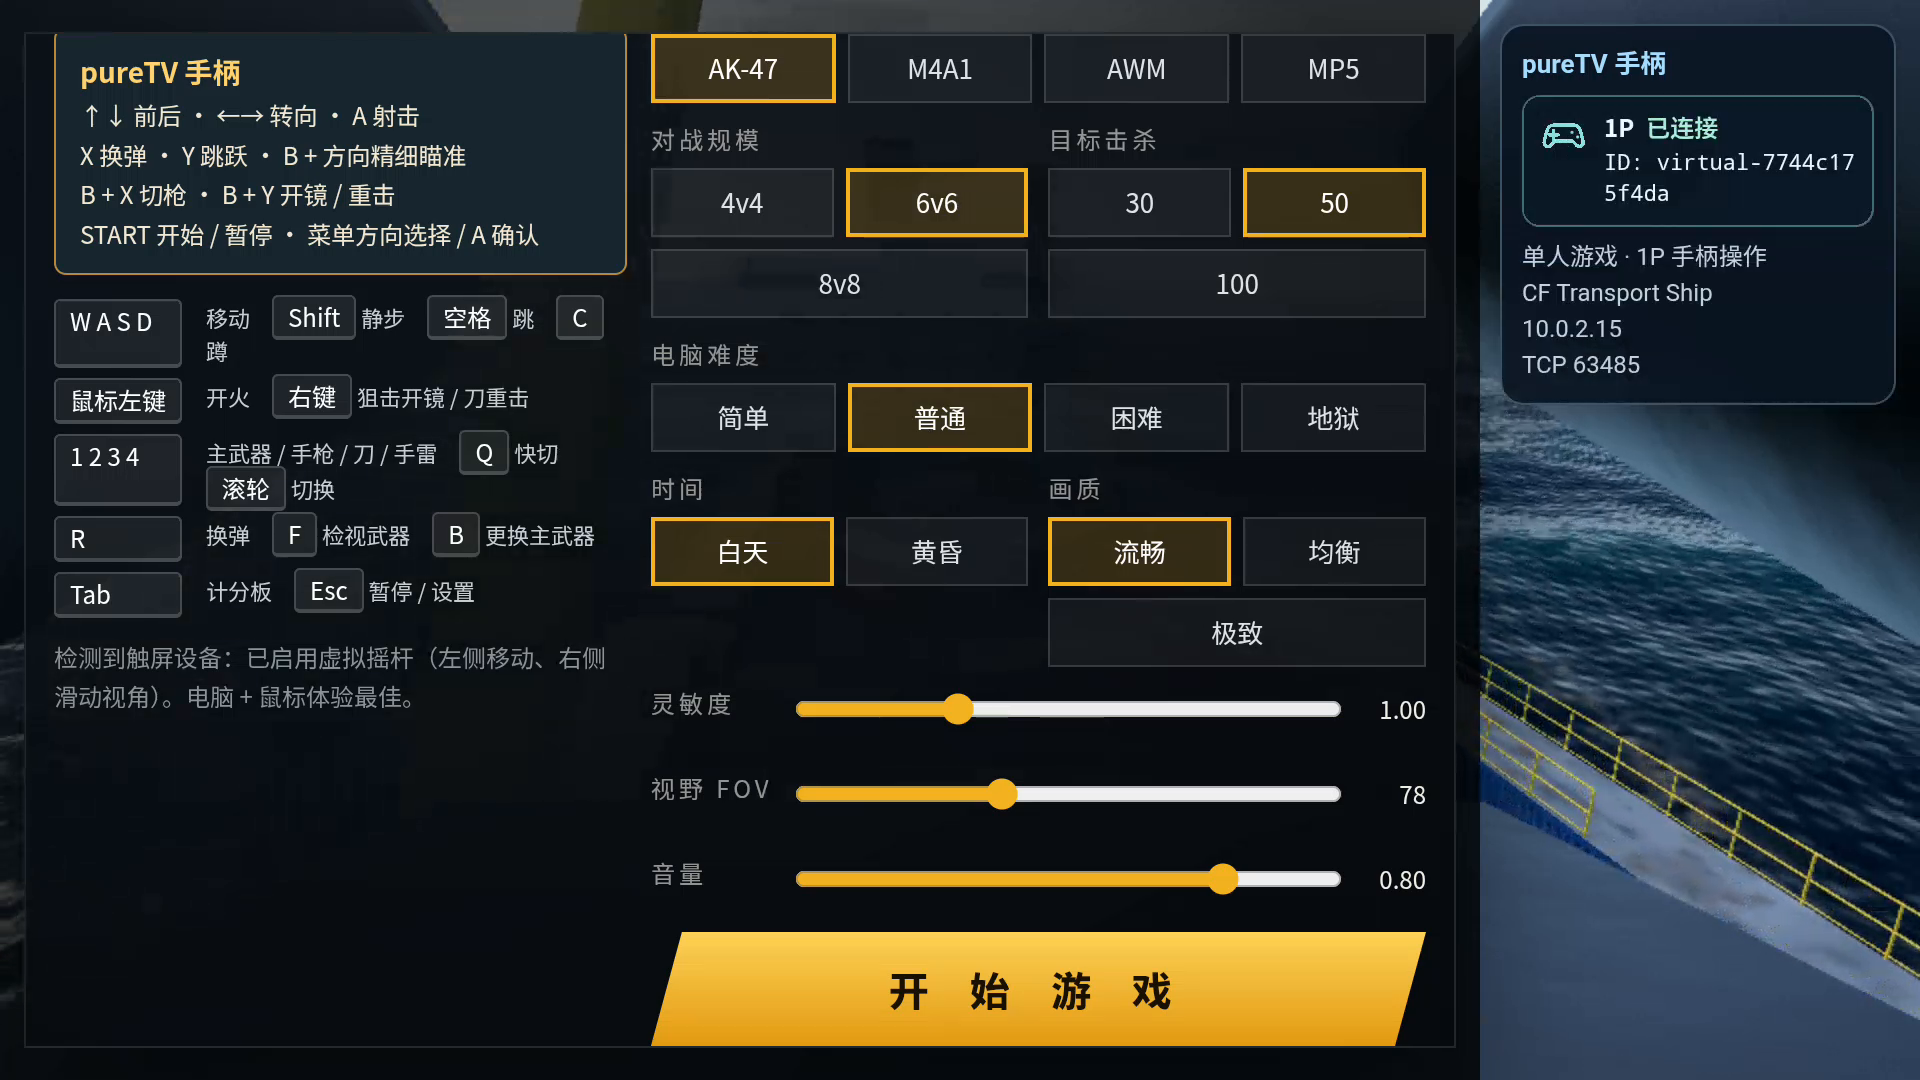 pureTV 手柄
↑↓ 前后 · ←→ 转向 · A 射击
X 换弹 · Y 跳跃 · B + 方向精细瞄准
B + X 切枪 · B + Y 开镜 / 重击
START 开始 / 暂停 · 菜单方向选择 / A 确认
W A S D 移动 Shift 静步 空格 跳 C
蹲
鼠标左键 开火 右键 狙击开镜 / 刀重击
1 2 3 4 主武器 / 手枪 / 刀 / 手雷 Q 快切
滚轮 切换
R 换弹 F 检视武器 B 更换主武器
Tab 计分板 Esc 暂停 / 设置
检测到触屏设备：已启用虚拟摇杆（左侧移动、右侧
滑动视角）。电脑 + 鼠标体验最佳。
AK-47 M4A1 AWM MP5
对战规模 目标击杀
4v4 6v6 30 50
8v8 100
电脑难度
简单 普通 困难 地狱
时间 画质
白天 黄昏 流畅 均衡
极致
灵敏度 1.00
视野 FOV 78
音量 0.80
开始游戏
pureTV 手柄
1P 已连接
ID: virtual-7744c17
5f4da
单人游戏 · 1P 手柄操作
CF Transport Ship
10.0.2.15
TCP 63485